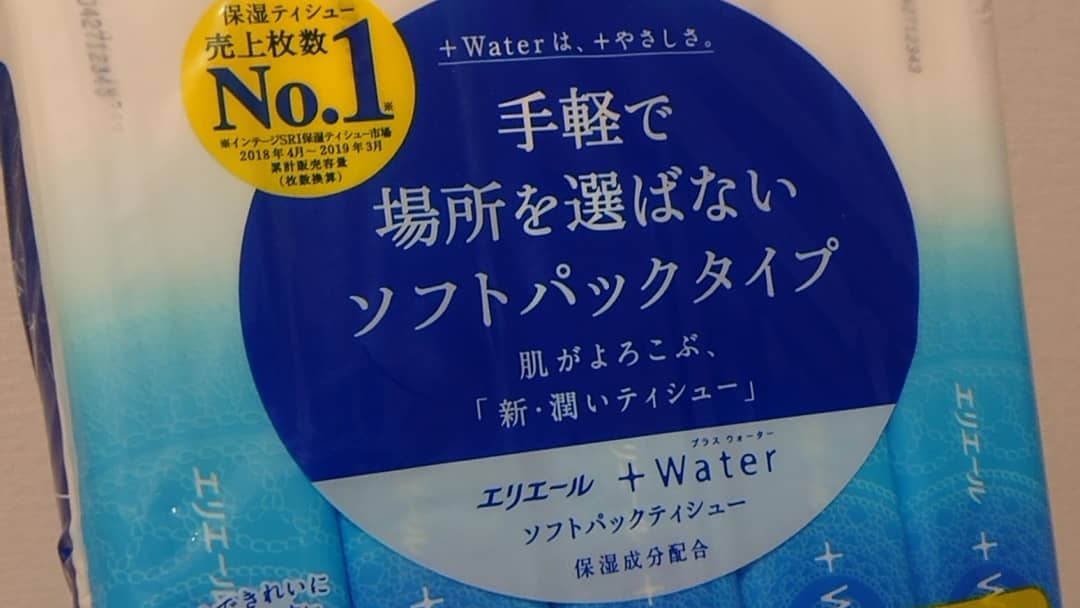 保湿ティシュー
売上枚数
No.1※
※インテージSRI保湿ティシュー市場
2018年4月～2019年3月
累計販売容量
(枚数換算)
+Waterは、+やさしさ。
手軽で
場所を選ばない
ソフトパックタイプ
肌がよろこぶ、
「新・潤いティシュー」
プラス ウォーター
エリエール +Water
ソフトパックティシュー
保湿成分配合
エリエール
エリエール +W
+W
+W
できれいに